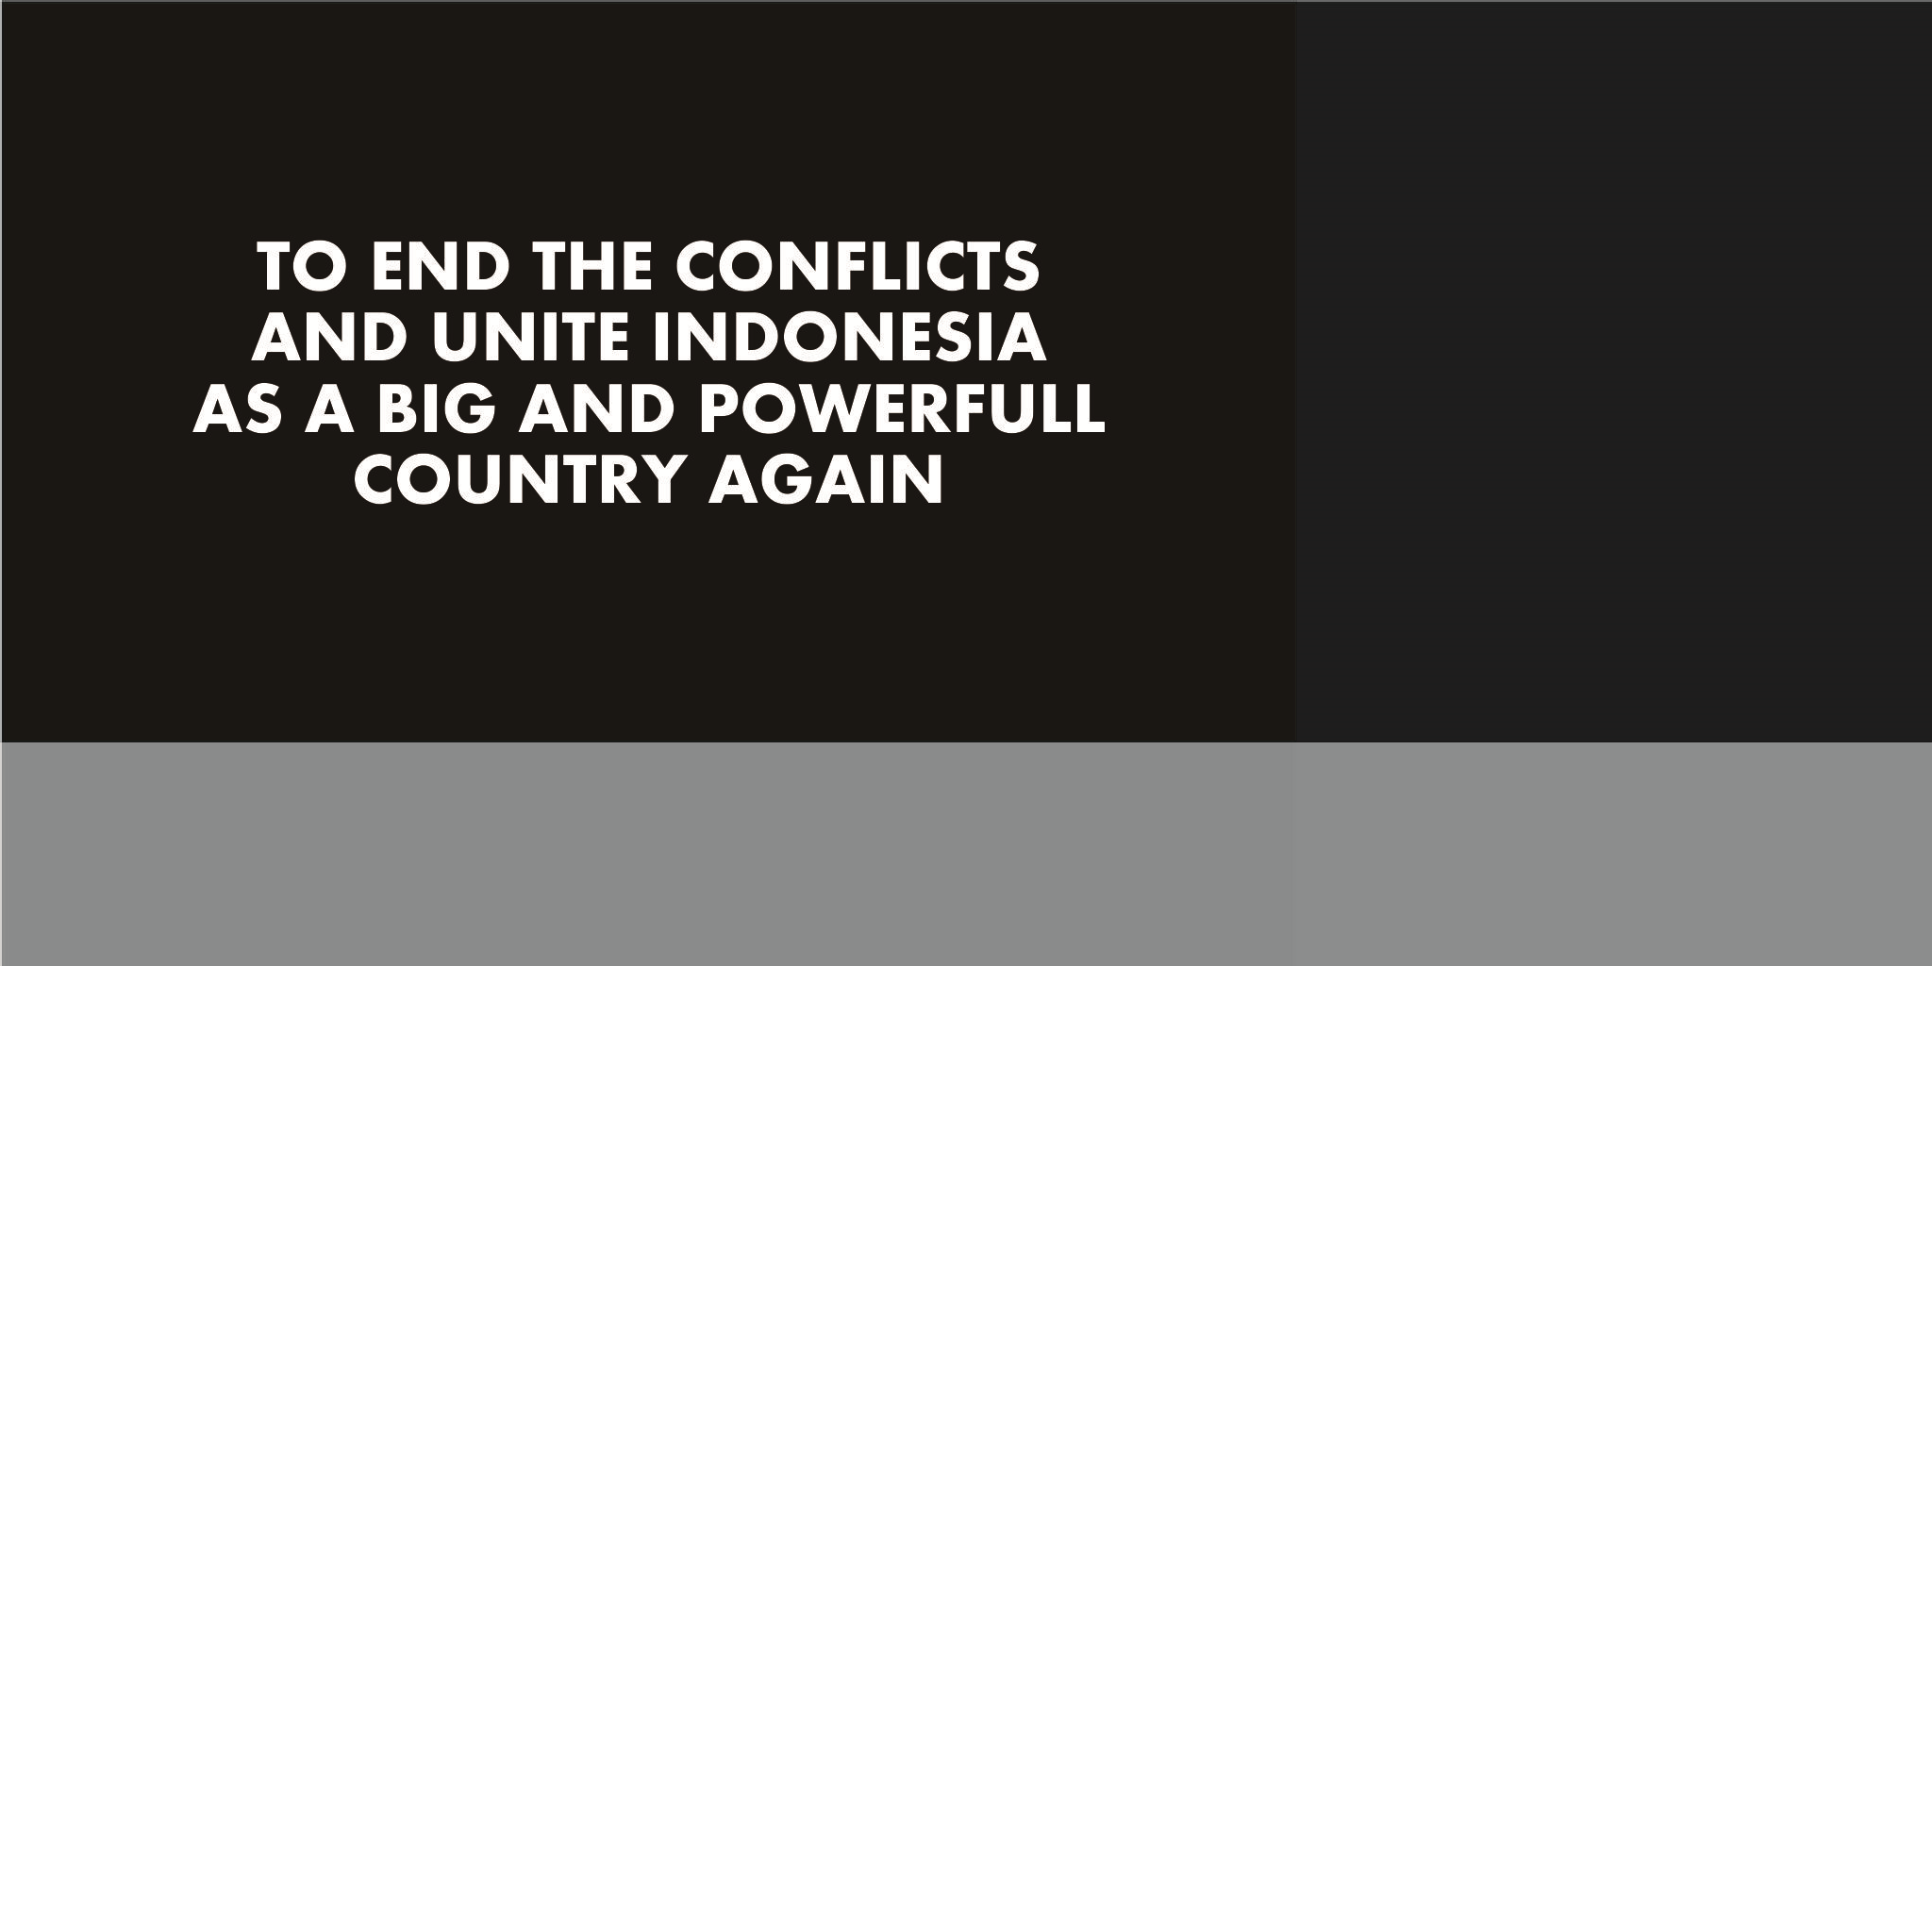 TO END THE CONFLICTS
AND UNITE INDONESIA
AS A BIG AND POWERFULL
COUNTRY AGAIN